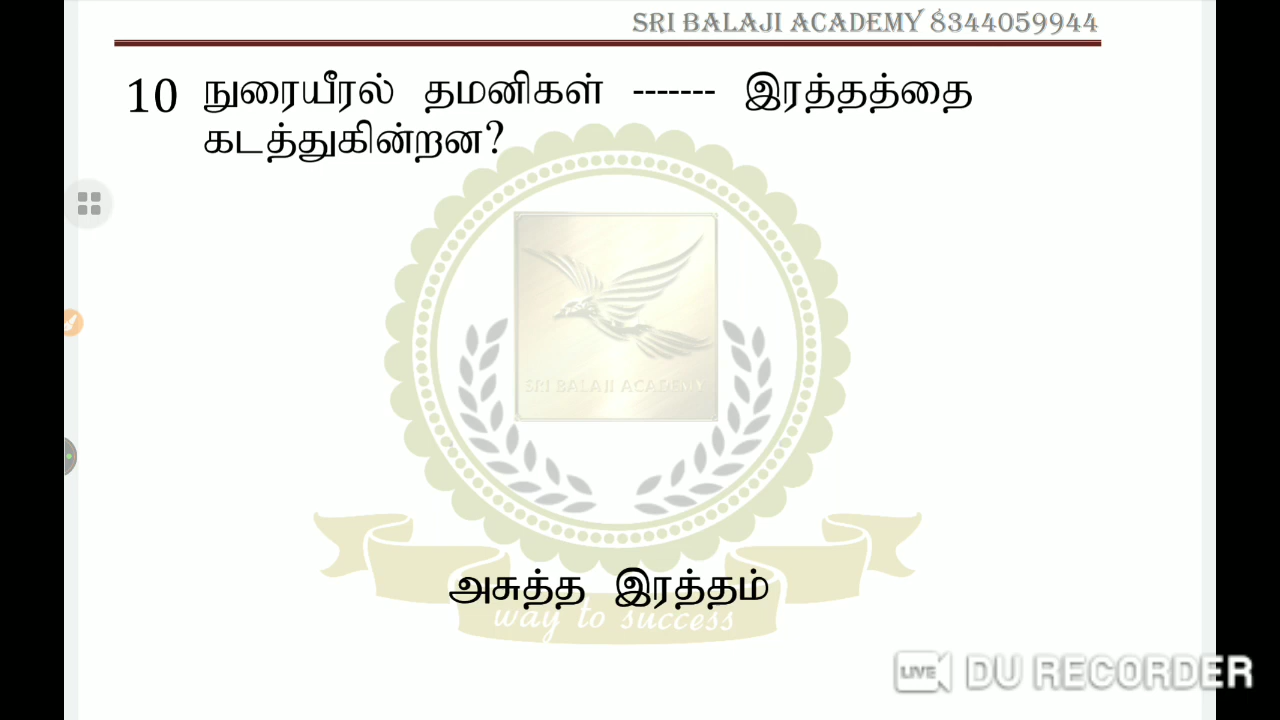 SRI BALAJI ACADEMY 8344059944
10 நுரையீரல் தமனிகள் ------- இரத்தத்தை
கடத்துகின்றன?
SRI BALAJI ACADEMY
அசுத்த இரத்தம்
way to success
LIVE DU RECORDER